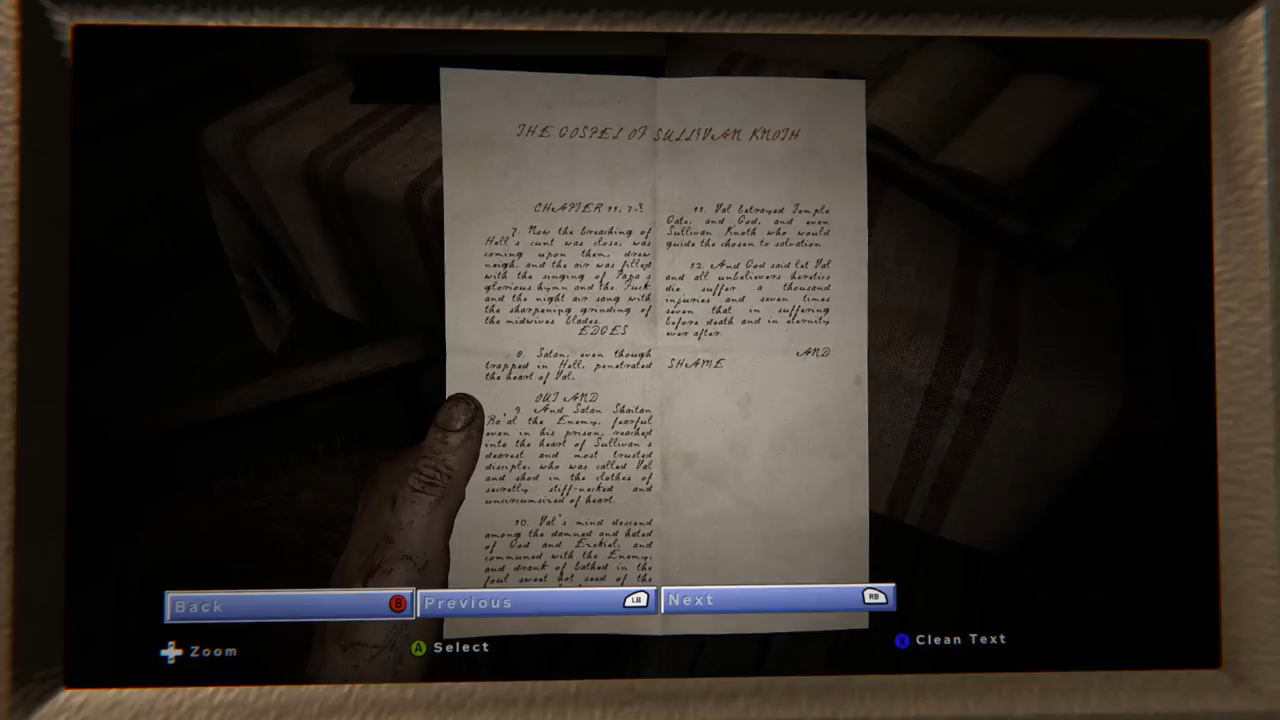 THE GOSPEL OF SULLIVAN KNOTH
CHAPTER 11, 7-?
7. Now the breaching of
Hell's cunt was close, was
coming upon them, drew
neigh, and the air was filled
with the singing of Papa's
glorious hymn and the. Fuck.
and the night air sang with
the sharpening grinding of
the midwives blades.
EDGES
8. Satan, even though
trapped in Hell, penetrated
the heart of Val.
OUT AND
9. And Satan Shaitan
Ra'al the Enemy, fearful
even in his prison, reached
into the heart of Sullivan's
dearest and most trusted
disciple, who was called Val
and shod in the clothes of
secretly stiff-necked and
uncircumsized of heart.
10. Val's mind descend
among the damned and hated
of God and Ezekiel, and
communed with the Enemy,
and drank of bathed in the
foul sweet hot seed of the
11. Val betrayed Temple
Gate, and God, and even
Sullivan Knoth who would
guide the chosen to salvation
12. And God said let Val
and all unbelievers heretics
die suffer a thousand
injuries and seven times
seven that in suffering
before death and in eternity
ever after.
AND
SHAME
Back B
Previous LB
Next RB
Zoom
A Select
X Clean Text